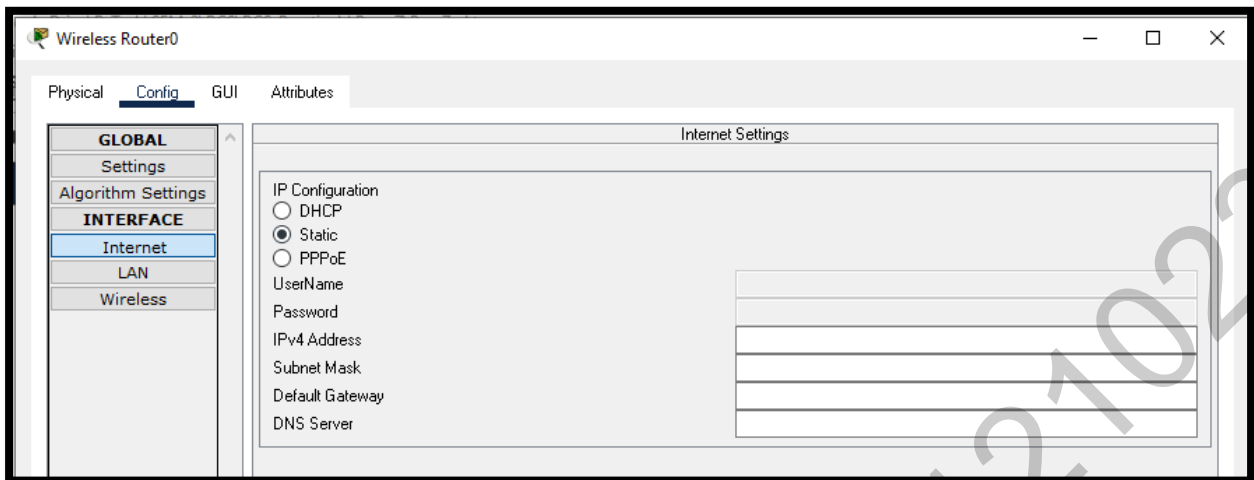 Wireless Router0
Physical Config GUI Attributes
GLOBAL
Settings
Algorithm Settings
INTERFACE
Internet
LAN
Wireless
Internet Settings
IP Configuration
DHCP
Static
PPPoE
UserName
Password
IPv4 Address
Subnet Mask
Default Gateway
DNS Server